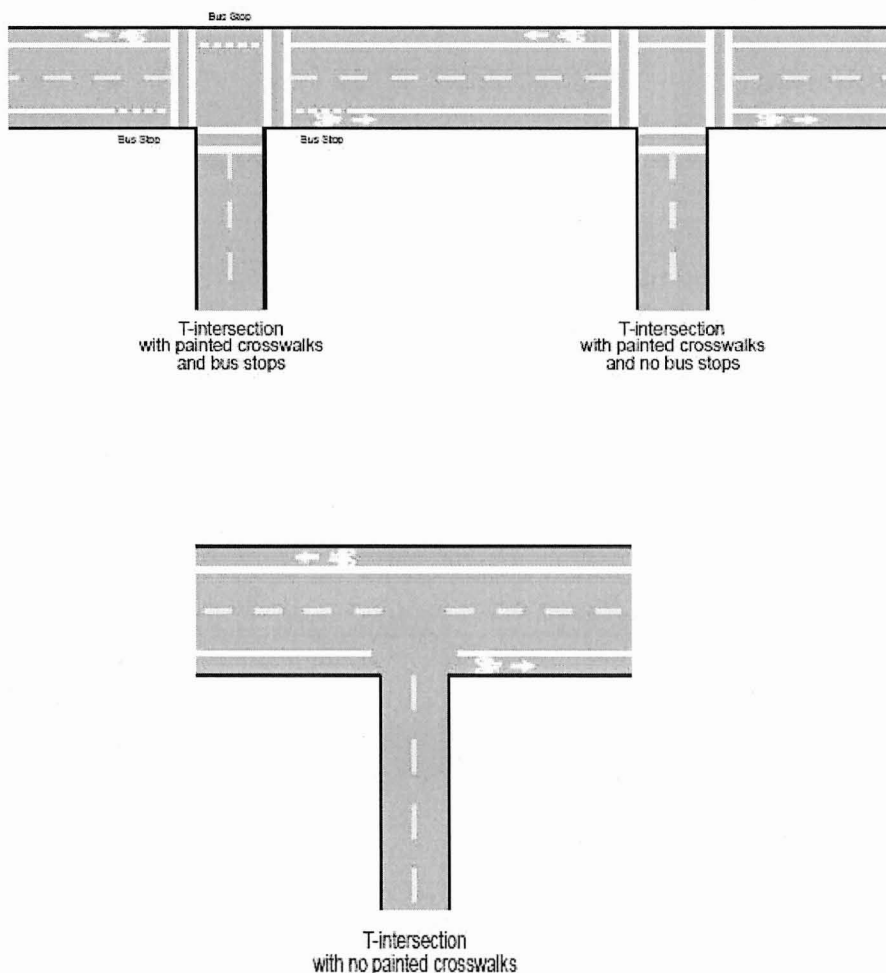 Bus Stop
Bus Stop
Bus Stop
T-intersection
with painted crosswalks
and bus stops
T-intersection
with painted crosswalks
and no bus stops
T-intersection
with no painted crosswalks